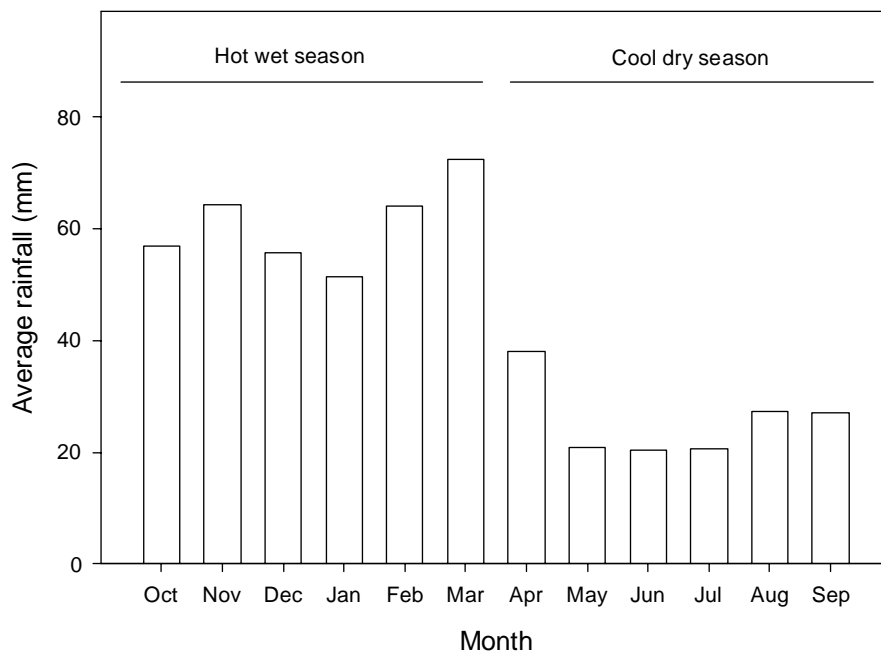 Hot wet season
Cool dry season
80
60
40
20
0
Average rainfall (mm)
Oct Nov Dec Jan Feb Mar Apr May Jun Jul Aug Sep
Month